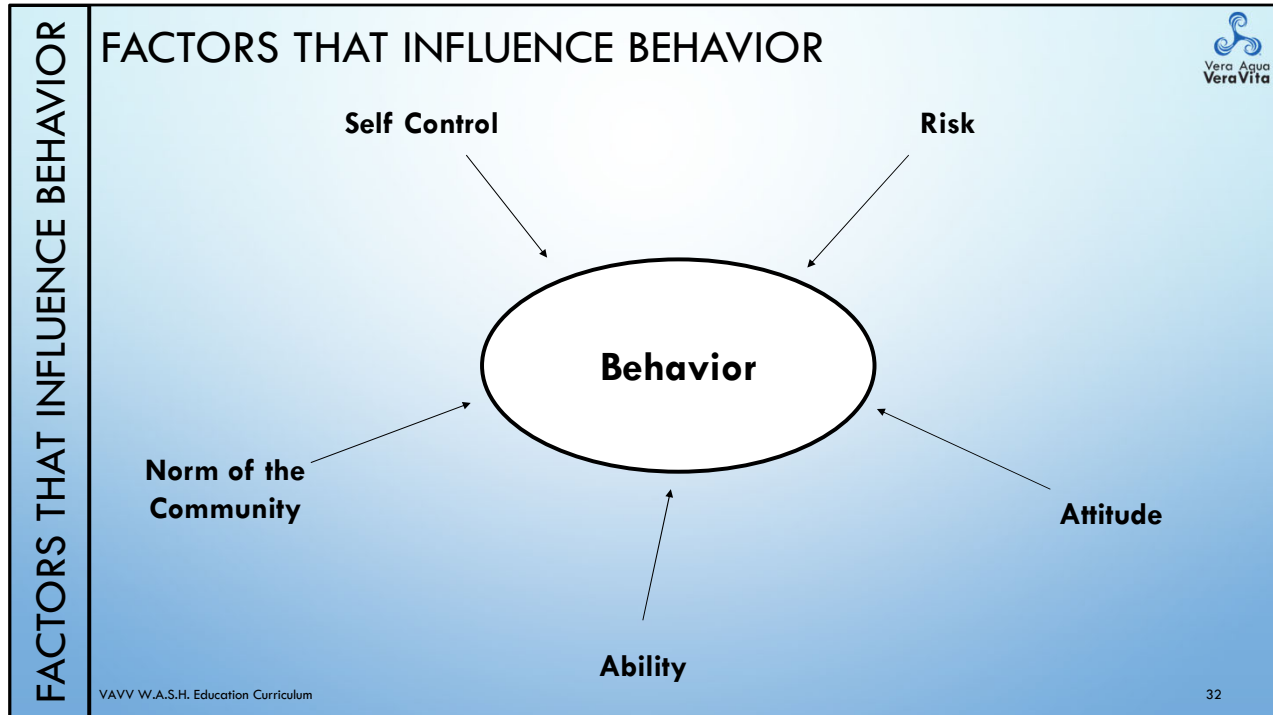 FACTORS THAT INFLUENCE BEHAVIOR
FACTORS THAT INFLUENCE BEHAVIOR
Vera Aqua
VeraVita
Self Control
Risk
Behavior
Norm of the
Community
Attitude
Ability
VAVV W.A.S.H. Education Curriculum
32